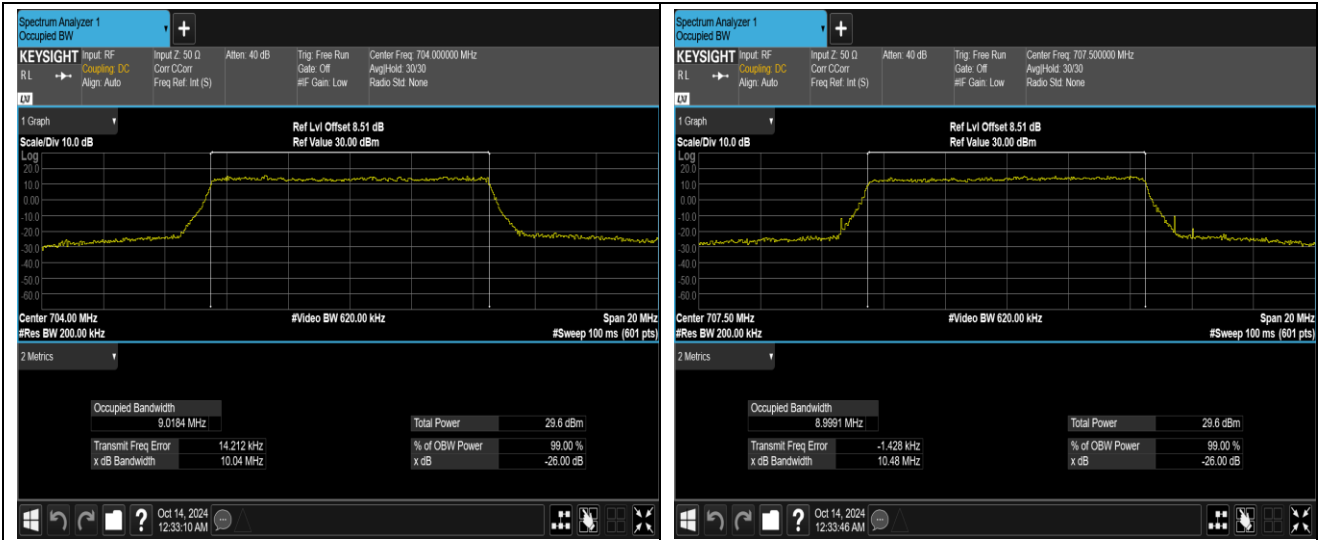 Spectrum Analyzer 1
Occupied BW
+
KEYSIGHT Input: RF Input Z: 50 Ω Atten: 40 dB Trig: Free Run Center Freq: 704.000000 MHz
Coupling: DC Corr CCorr Gate: Off Avg|Hold: 30/30
RL Align: Auto Freq Ref: Int (S) #IF Gain: Low Radio Std: None
LXI
1 Graph
Ref Lvl Offset 8.51 dB
Scale/Div 10.0 dB Ref Value 30.00 dBm
Log
20.0
10.0
0.00
-10.0
-20.0
-30.0
-40.0
-50.0
-60.0
Center 704.00 MHz #Video BW 620.00 kHz Span 20 MHz
#Res BW 200.00 kHz #Sweep 100 ms (601 pts)
2 Metrics
Occupied Bandwidth
9.0184 MHz Total Power 29.6 dBm
Transmit Freq Error 14.212 kHz % of OBW Power 99.00 %
x dB Bandwidth 10.04 MHz x dB -26.00 dB
? Oct 14, 2024
12:33:10 AM
Spectrum Analyzer 1
Occupied BW
+
KEYSIGHT Input: RF Input Z: 50 Ω Atten: 40 dB Trig: Free Run Center Freq: 707.500000 MHz
Coupling: DC Corr CCorr Gate: Off Avg|Hold: 30/30
RL Align: Auto Freq Ref: Int (S) #IF Gain: Low Radio Std: None
LXI
1 Graph
Ref Lvl Offset 8.51 dB
Scale/Div 10.0 dB Ref Value 30.00 dBm
Log
20.0
10.0
0.00
-10.0
-20.0
-30.0
-40.0
-50.0
-60.0
Center 707.50 MHz #Video BW 620.00 kHz Span 20 MHz
#Res BW 200.00 kHz #Sweep 100 ms (601 pts)
2 Metrics
Occupied Bandwidth
8.9991 MHz Total Power 29.6 dBm
Transmit Freq Error -1.428 kHz % of OBW Power 99.00 %
x dB Bandwidth 10.48 MHz x dB -26.00 dB
? Oct 14, 2024
12:33:46 AM